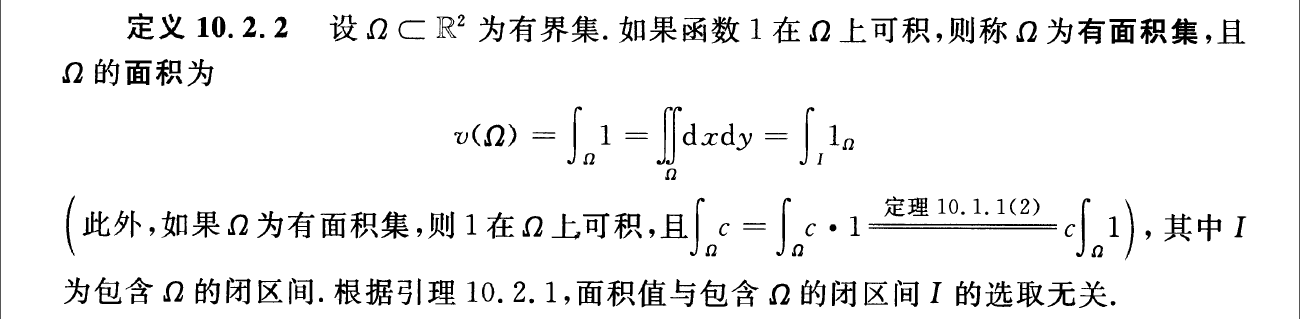 定义 10.2.2 设 Ω ⊂ ℝ² 为有界集. 如果函数 1 在 Ω 上可积,则称 Ω 为有面积集,且
Ω 的面积为
v(Ω) = ∫_Ω 1 = ∬_Ω dxdy = ∫_I 1_Ω
(此外,如果 Ω 为有面积集,则 1 在 Ω 上可积,且∫_Ω c = ∫_Ω c · 1 \xlongequal{定理 10.1.1(2)} c∫_Ω 1), 其中 I
为包含 Ω 的闭区间. 根据引理 10.2.1,面积值与包含 Ω 的闭区间 I 的选取无关.